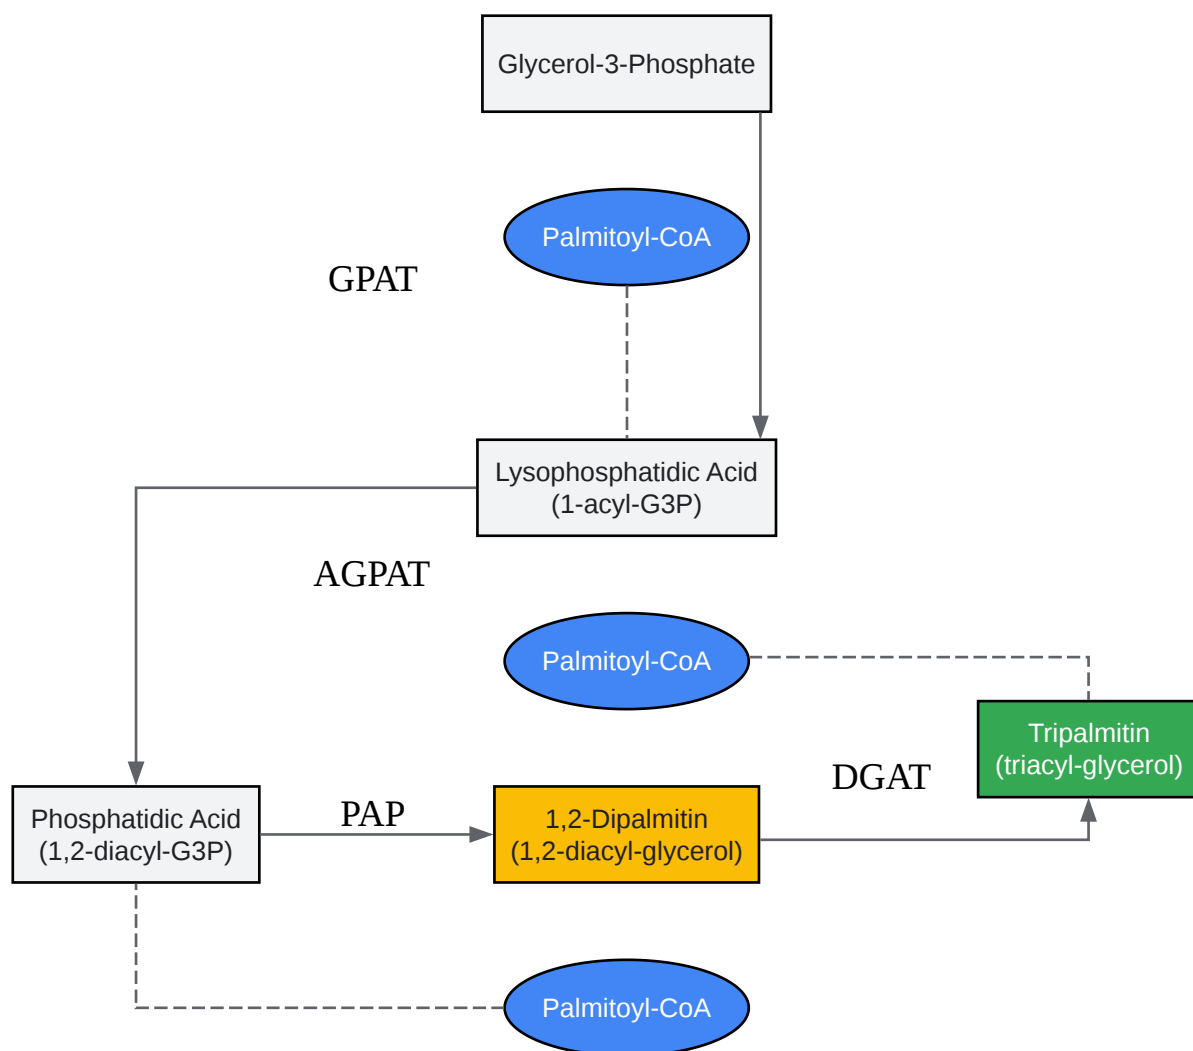 Glycerol-3-Phosphate
Palmitoyl-CoA
GPAT
Lysophosphatidic Acid
(1-acyl-G3P)
AGPAT
Palmitoyl-CoA
Tripalmitin
(triacyl-glycerol)
DGAT
Phosphatidic Acid
(1,2-diacyl-G3P)
PAP
1,2-Dipalmitin
(1,2-diacyl-glycerol)
Palmitoyl-CoA